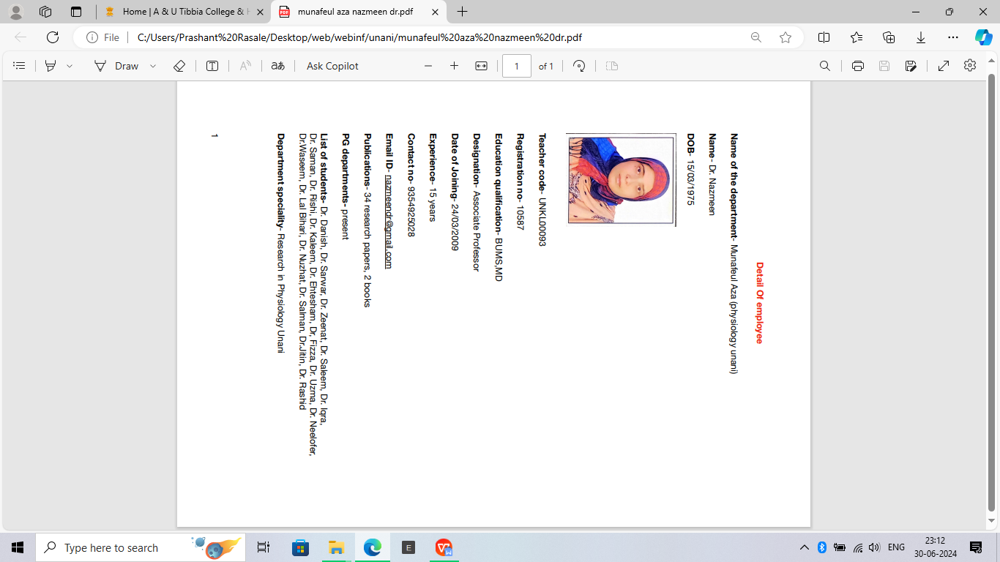 Home | A & U Tibbia College &
munafeul aza nazmeen dr.pdf
File
C:/Users/Prashant%20Rasale/Desktop/web/webinf/unani/munafeul%20aza%20nazmeen%20dr.pdf
Draw
Ask Copilot
1 of 1
Detail Of employee
Name of the department- Munafeul Aza (physiology unani)
Name - Dr. Nazmeen
DOB- 15/03/1975
Teacher code- UNKL00093
Registration no- 10587
Education qualification- BUMS,MD
Designation- Associate Professor
Date of Joining- 24/03/2009
Experience- 15 years
Contact no- 9354925028
Email ID- nazmeendr@gmail.com
Publications- 34 research papers, 2 books
PG departments- present
List of students- Dr. Danish, Dr. Sarwar, Dr. Zeenat, Dr. Saleem, Dr. Iqra,
Dr. Saman, Dr. Rishi, Dr. Kaleem, Dr. Ehtesham, Dr, Fizza, Dr. Uzma, Dr. Neelofer,
Dr.Waseem, Dr. Lal Bihari, Dr. Nuzhat, Dr. Salman, Dr.Jitin, Dr. Rashid
Department speciality- Research in Physiology Unani
1
Type here to search
ENG
23:12
30-06-2024